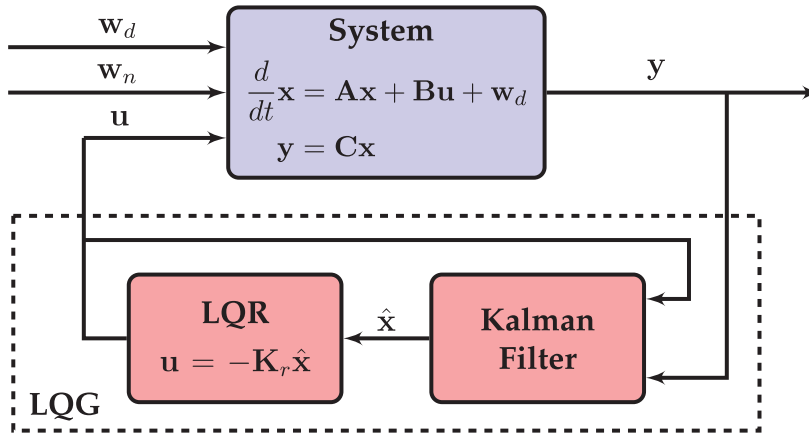 w_d
System
w_n
d/dt x = Ax + Bu + w_d
y
u
y = Cx
LQR
u = −K_r x̂
x̂
Kalman
Filter
LQG